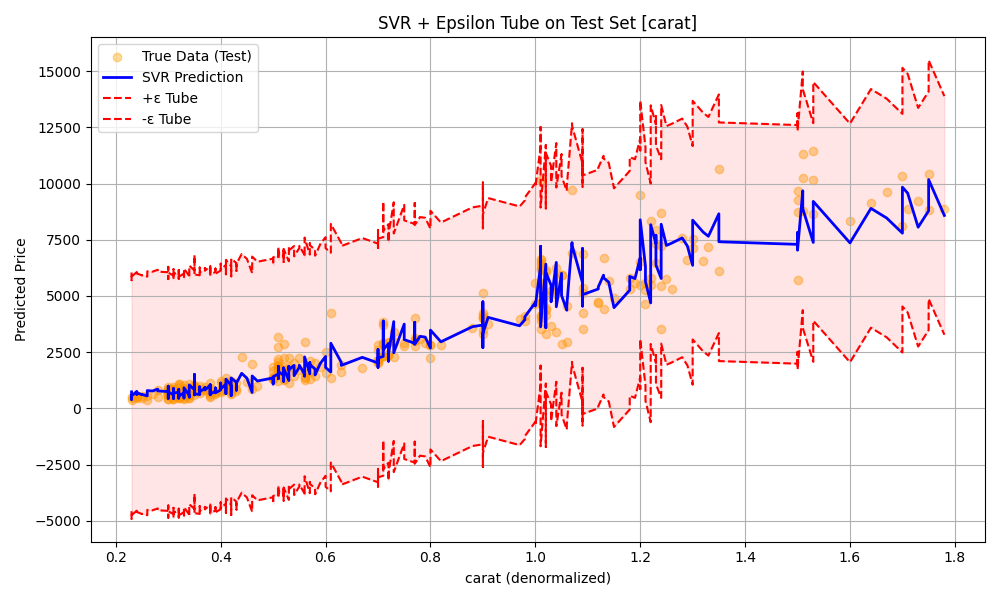 SVR + Epsilon Tube on Test Set [carat]
True Data (Test)
SVR Prediction
+ε Tube
-ε Tube
Predicted Price
15000
12500
10000
7500
5000
2500
0
−2500
−5000
0.2 0.4 0.6 0.8 1.0 1.2 1.4 1.6 1.8
carat (denormalized)